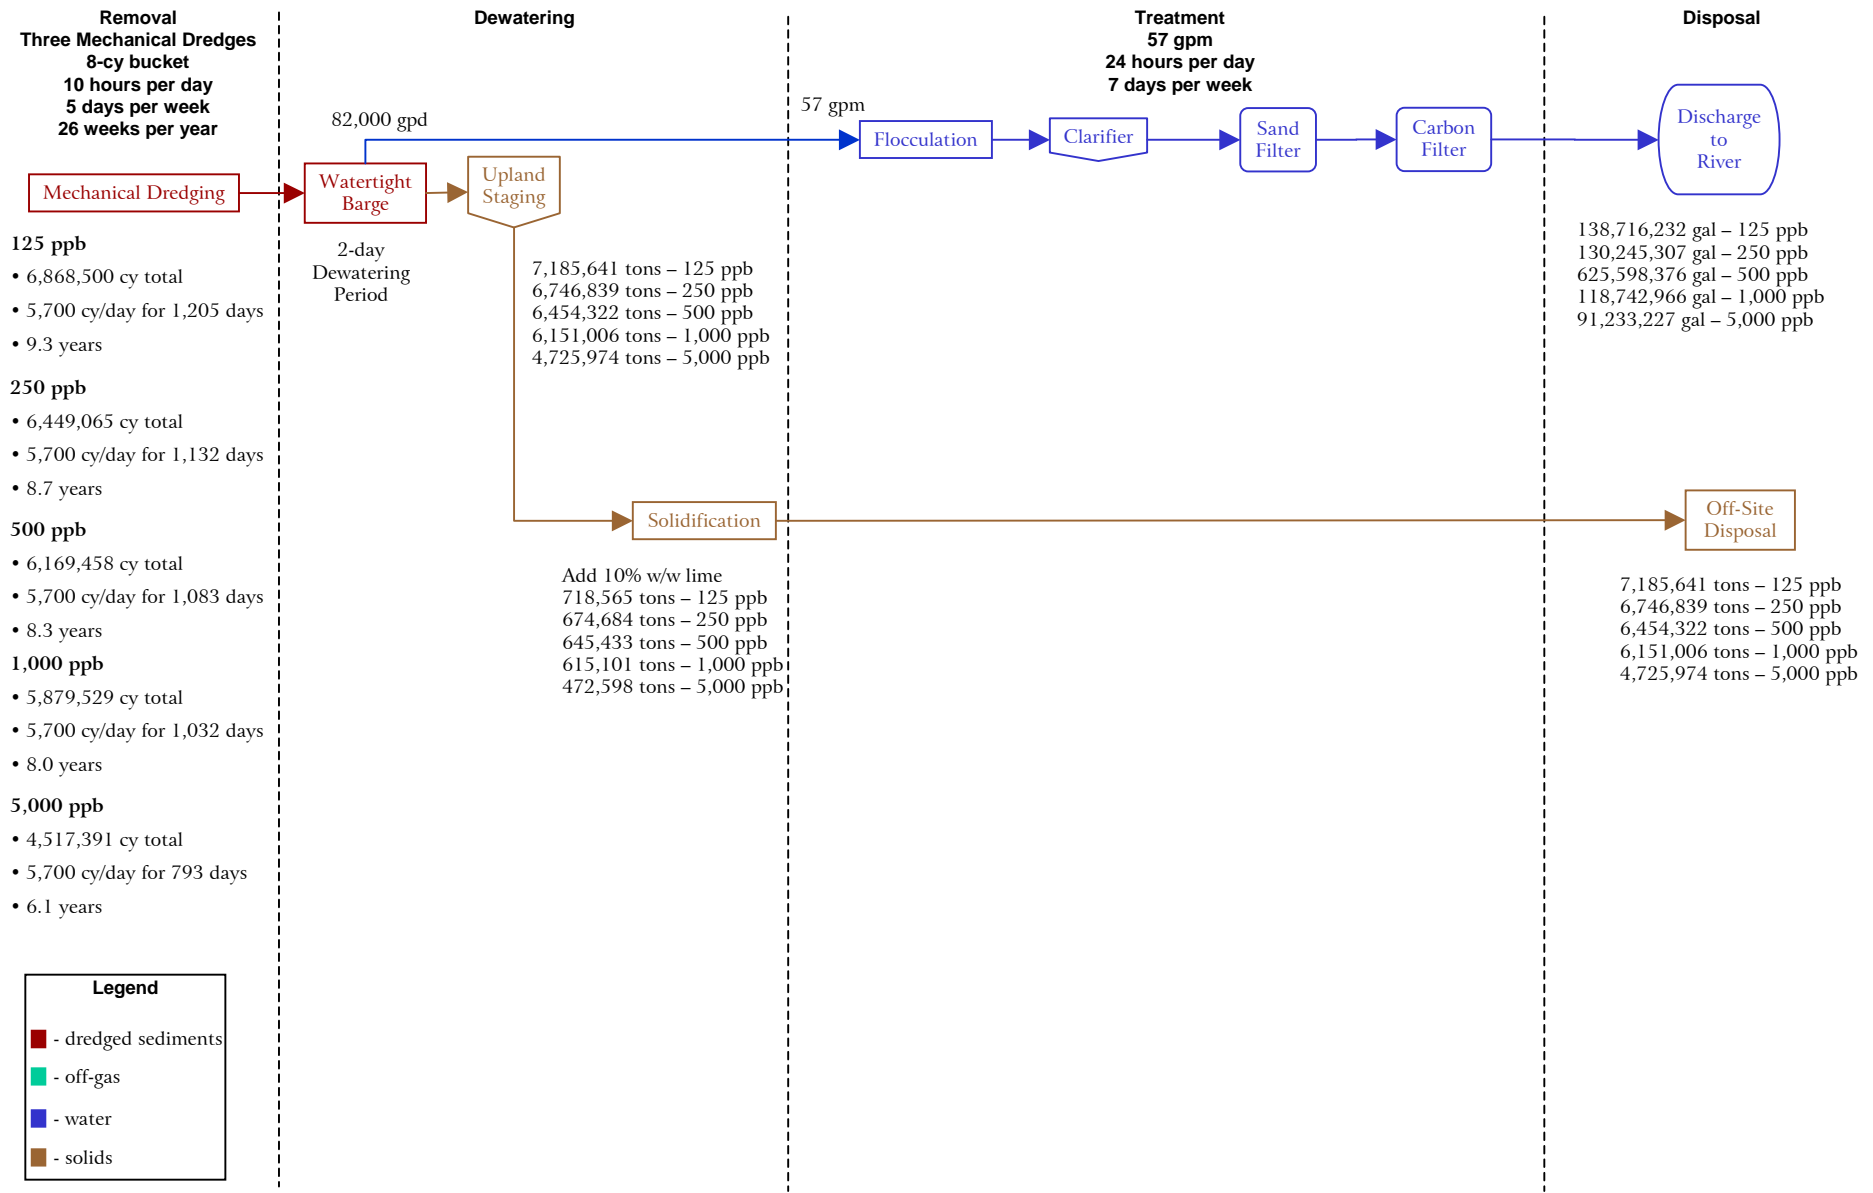 Removal
Three Mechanical Dredges
8-cy bucket
10 hours per day
5 days per week
26 weeks per year
Mechanical Dredging
125 ppb
• 6,868,500 cy total
• 5,700 cy/day for 1,205 days
• 9.3 years
250 ppb
• 6,449,065 cy total
• 5,700 cy/day for 1,132 days
• 8.7 years
500 ppb
• 6,169,458 cy total
• 5,700 cy/day for 1,083 days
• 8.3 years
1,000 ppb
• 5,879,529 cy total
• 5,700 cy/day for 1,032 days
• 8.0 years
5,000 ppb
• 4,517,391 cy total
• 5,700 cy/day for 793 days
• 6.1 years
Legend
- dredged sediments
- off-gas
- water
- solids
Dewatering
82,000 gpd
Watertight
Barge
2-day
Dewatering
Period
Upland
Staging
7,185,641 tons – 125 ppb
6,746,839 tons – 250 ppb
6,454,322 tons – 500 ppb
6,151,006 tons – 1,000 ppb
4,725,974 tons – 5,000 ppb
Solidification
Add 10% w/w lime
718,565 tons – 125 ppb
674,684 tons – 250 ppb
645,433 tons – 500 ppb
615,101 tons – 1,000 ppb
472,598 tons – 5,000 ppb
Treatment
57 gpm
24 hours per day
7 days per week
57 gpm
Flocculation
Clarifier
Sand
Filter
Carbon
Filter
Disposal
Discharge
to
River
138,716,232 gal – 125 ppb
130,245,307 gal – 250 ppb
625,598,376 gal – 500 ppb
118,742,966 gal – 1,000 ppb
91,233,227 gal – 5,000 ppb
Off-Site
Disposal
7,185,641 tons – 125 ppb
6,746,839 tons – 250 ppb
6,454,322 tons – 500 ppb
6,151,006 tons – 1,000 ppb
4,725,974 tons – 5,000 ppb